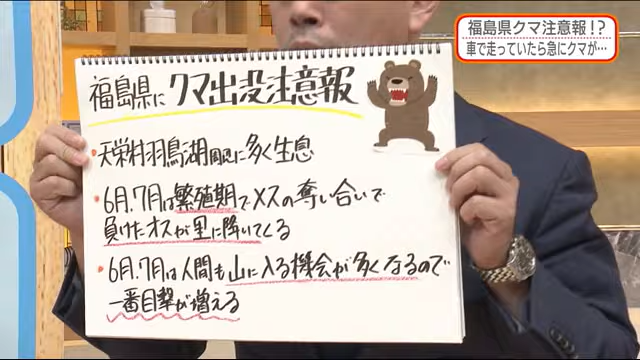 福島県クマ注意報!?
車で走っていたら急にクマが…
福島県にクマ出没注意報
・天栄村羽鳥湖周辺に多く生息
・6月、7月は繁殖期でメスの奪い合いで
負けたオスが里に降りてくる
・6月、7月は人間も山に入る機会が多くなるので
一番目撃が増える